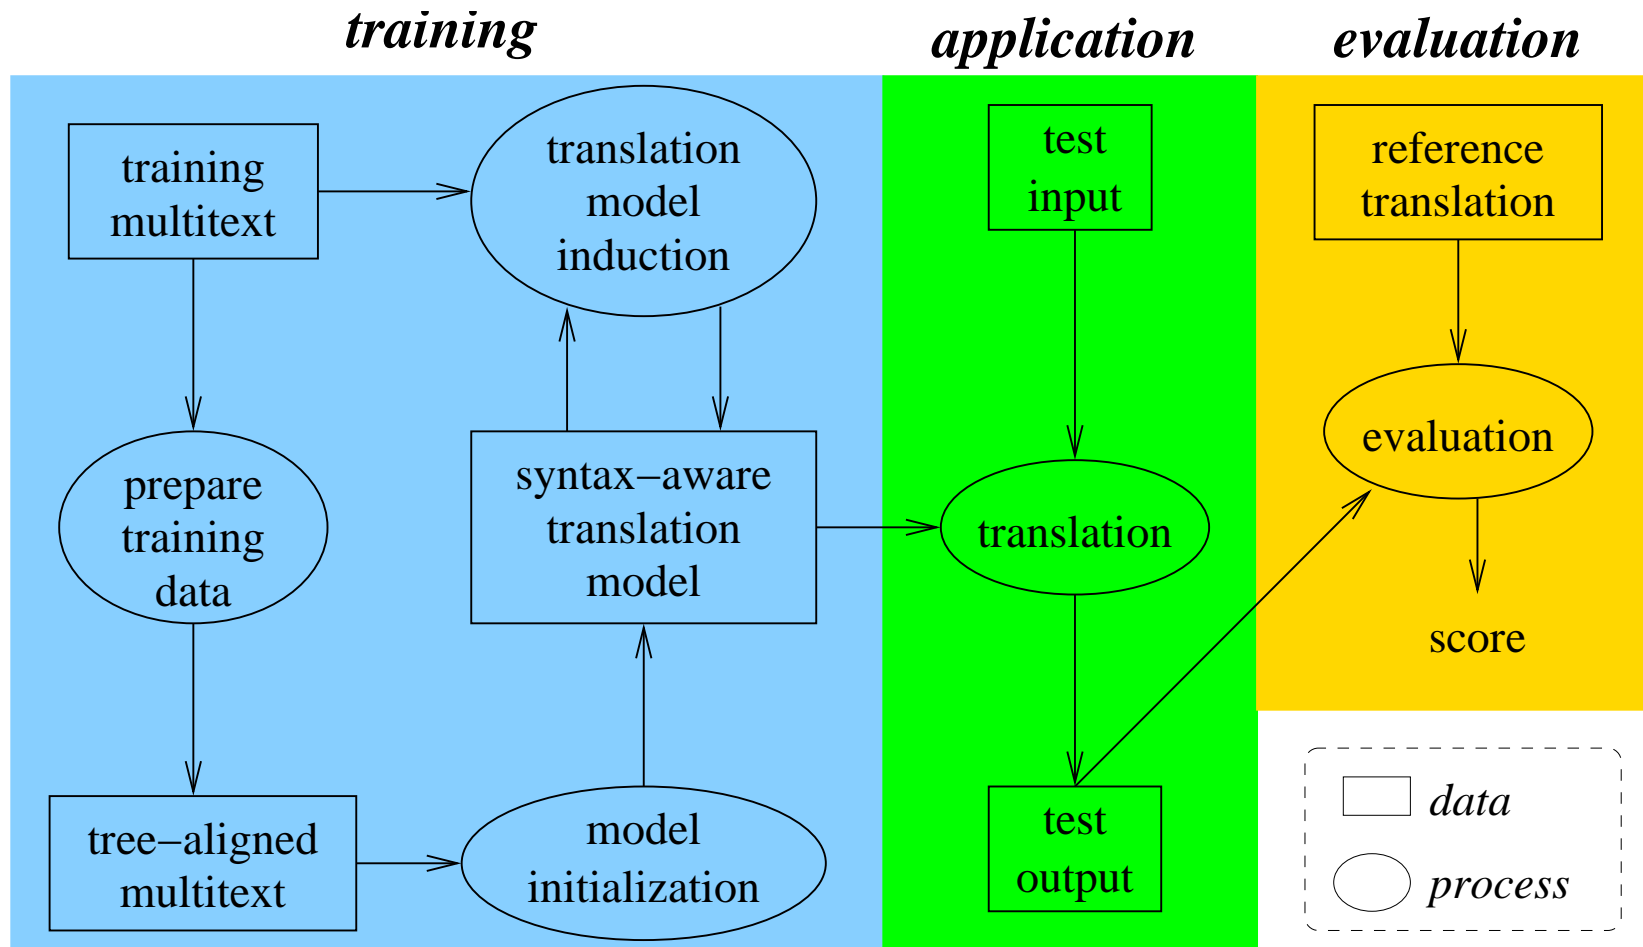 training
application
evaluation
training
multitext
translation
model
induction
prepare
training
data
syntax–aware
translation
model
tree–aligned
multitext
model
initialization
test
input
translation
test
output
reference
translation
evaluation
score
data
process